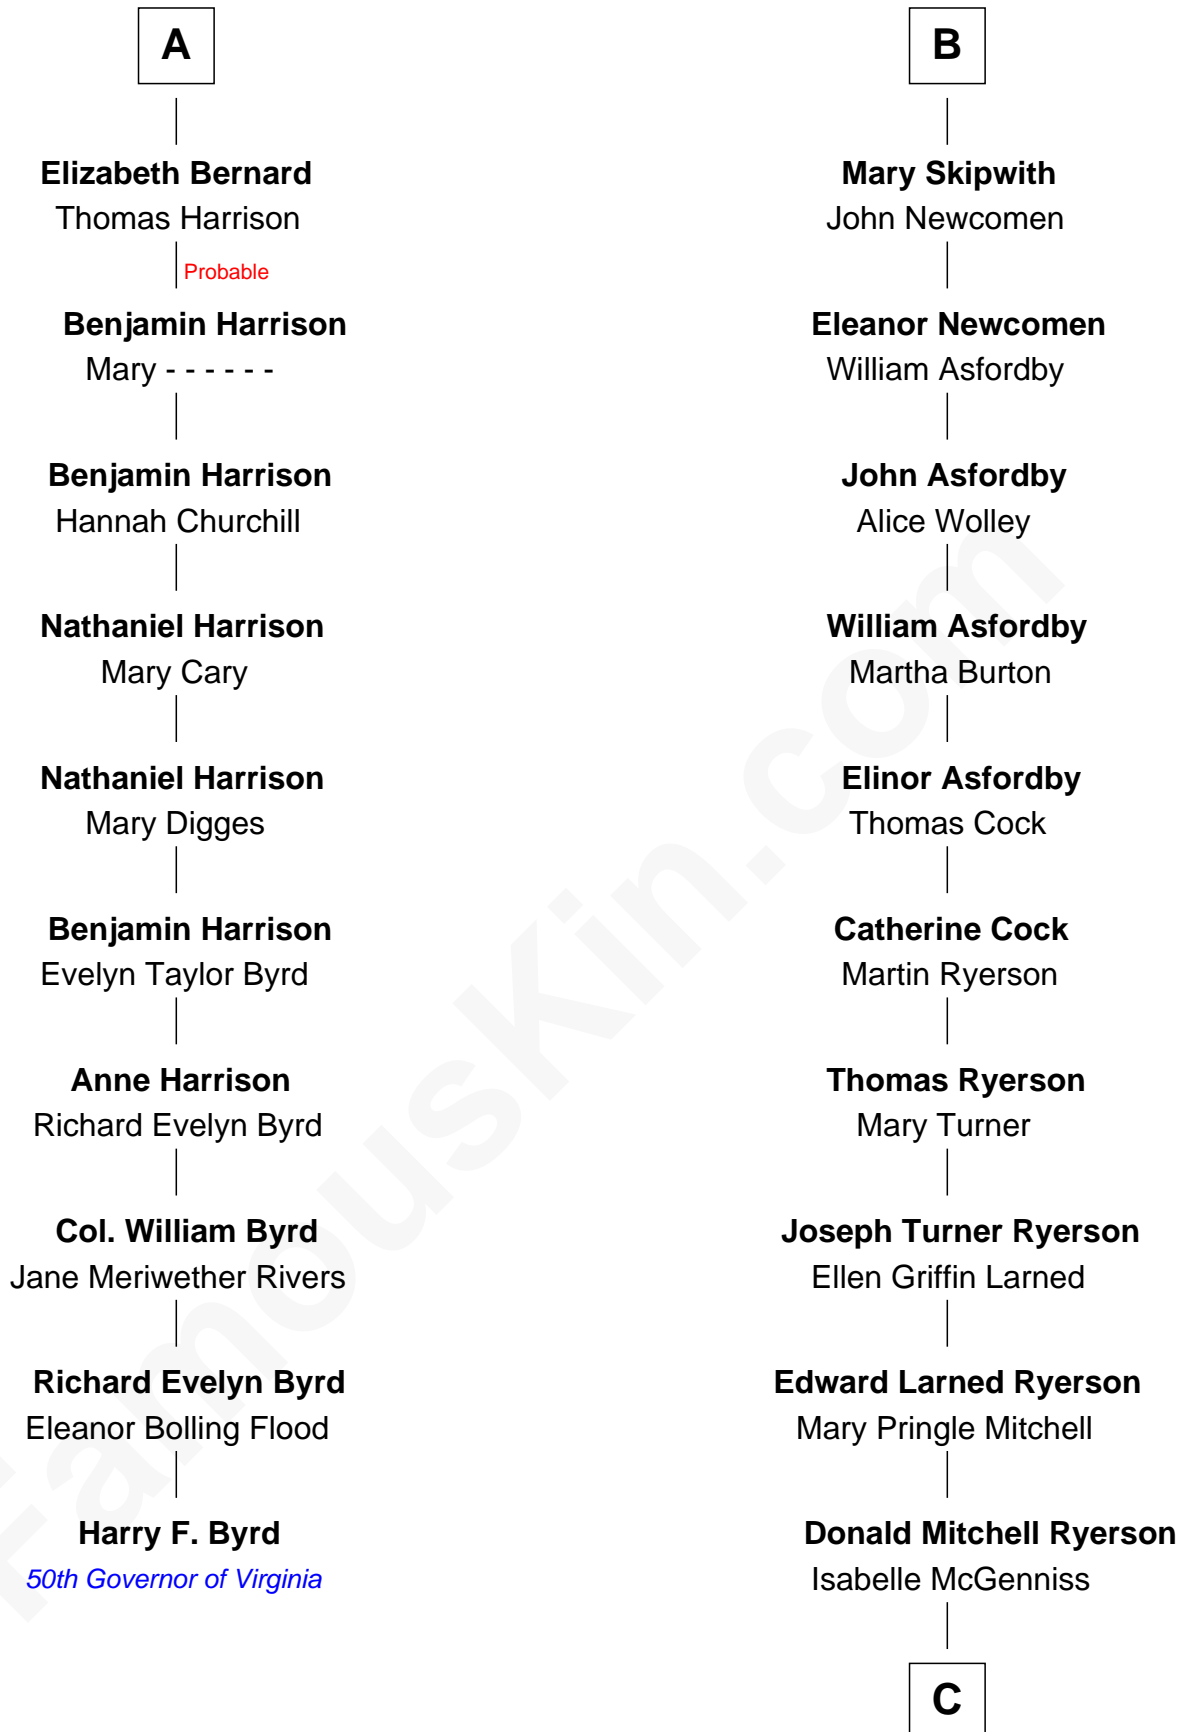 A
Elizabeth Bernard
Thomas Harrison
Probable
Benjamin Harrison
Mary - - - - - -
Benjamin Harrison
Hannah Churchill
Nathaniel Harrison
Mary Cary
Nathaniel Harrison
Mary Digges
Benjamin Harrison
Evelyn Taylor Byrd
Anne Harrison
Richard Evelyn Byrd
Col. William Byrd
Jane Meriwether Rivers
Richard Evelyn Byrd
Eleanor Bolling Flood
Harry F. Byrd
50th Governor of Virginia
B
Mary Skipwith
John Newcomen
Eleanor Newcomen
William Asfordby
John Asfordby
Alice Wolley
William Asfordby
Martha Burton
Elinor Asfordby
Thomas Cock
Catherine Cock
Martin Ryerson
Thomas Ryerson
Mary Turner
Joseph Turner Ryerson
Ellen Griffin Larned
Edward Larned Ryerson
Mary Pringle Mitchell
Donald Mitchell Ryerson
Isabelle McGenniss
C
FamousKin.com